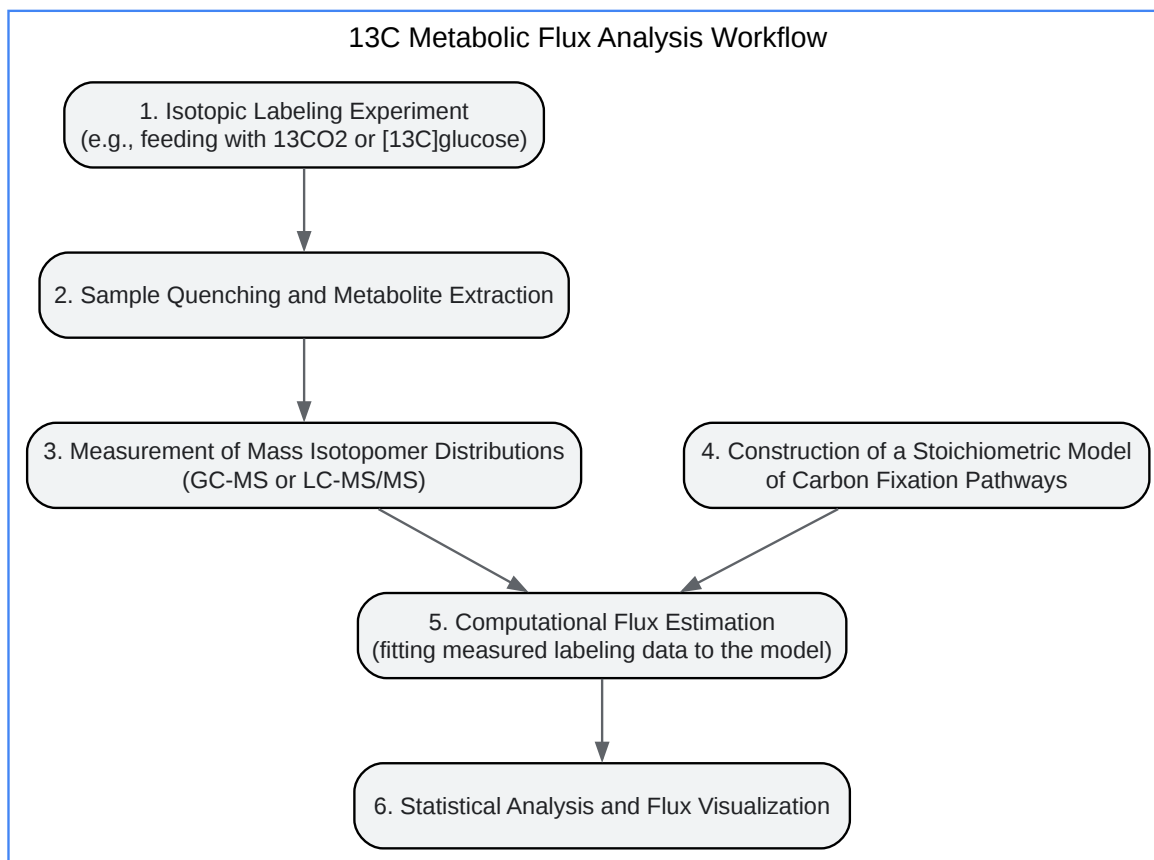 13C Metabolic Flux Analysis Workflow
1. Isotopic Labeling Experiment
(e.g., feeding with 13CO2 or [13C]glucose)
2. Sample Quenching and Metabolite Extraction
3. Measurement of Mass Isotopomer Distributions
(GC-MS or LC-MS/MS)
4. Construction of a Stoichiometric Model
of Carbon Fixation Pathways
5. Computational Flux Estimation
(fitting measured labeling data to the model)
6. Statistical Analysis and Flux Visualization